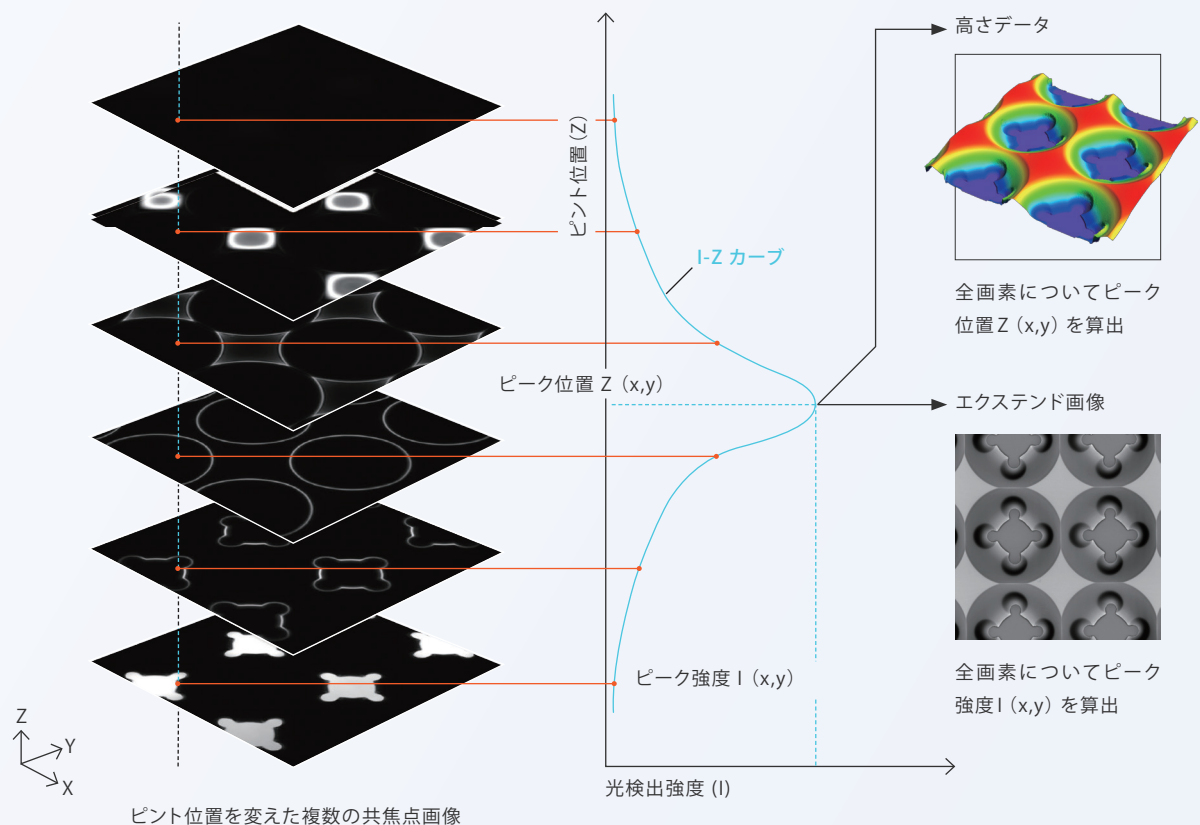 高さデータ
ピント位置(Z)
I-Z カーブ
全画素についてピーク
位置Z (x,y) を算出
ピーク位置 Z (x,y)
エクステンド画像
ピーク強度 I (x,y)
全画素についてピーク
強度I (x,y) を算出
Z
Y
X
光検出強度 (I)
ピント位置を変えた複数の共焦点画像